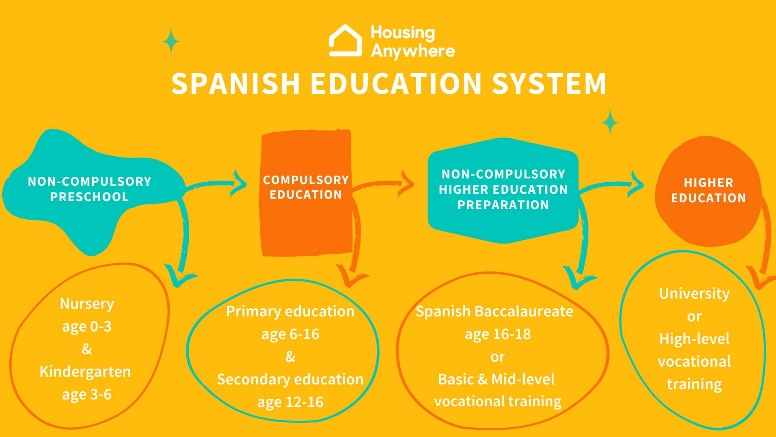 Housing
Anywhere
SPANISH EDUCATION SYSTEM
NON-COMPULSORY
PRESCHOOL
COMPULSORY
EDUCATION
NON-COMPULSORY
HIGHER EDUCATION
PREPARATION
HIGHER
EDUCATION
Nursery
age 0-3
&
Kindergarten
age 3-6
Primary education
age 6-16
&
Secondary education
age 12-16
Spanish Baccalaureate
age 16-18
or
Basic & Mid-level
vocational training
University
or
High-level
vocational
training